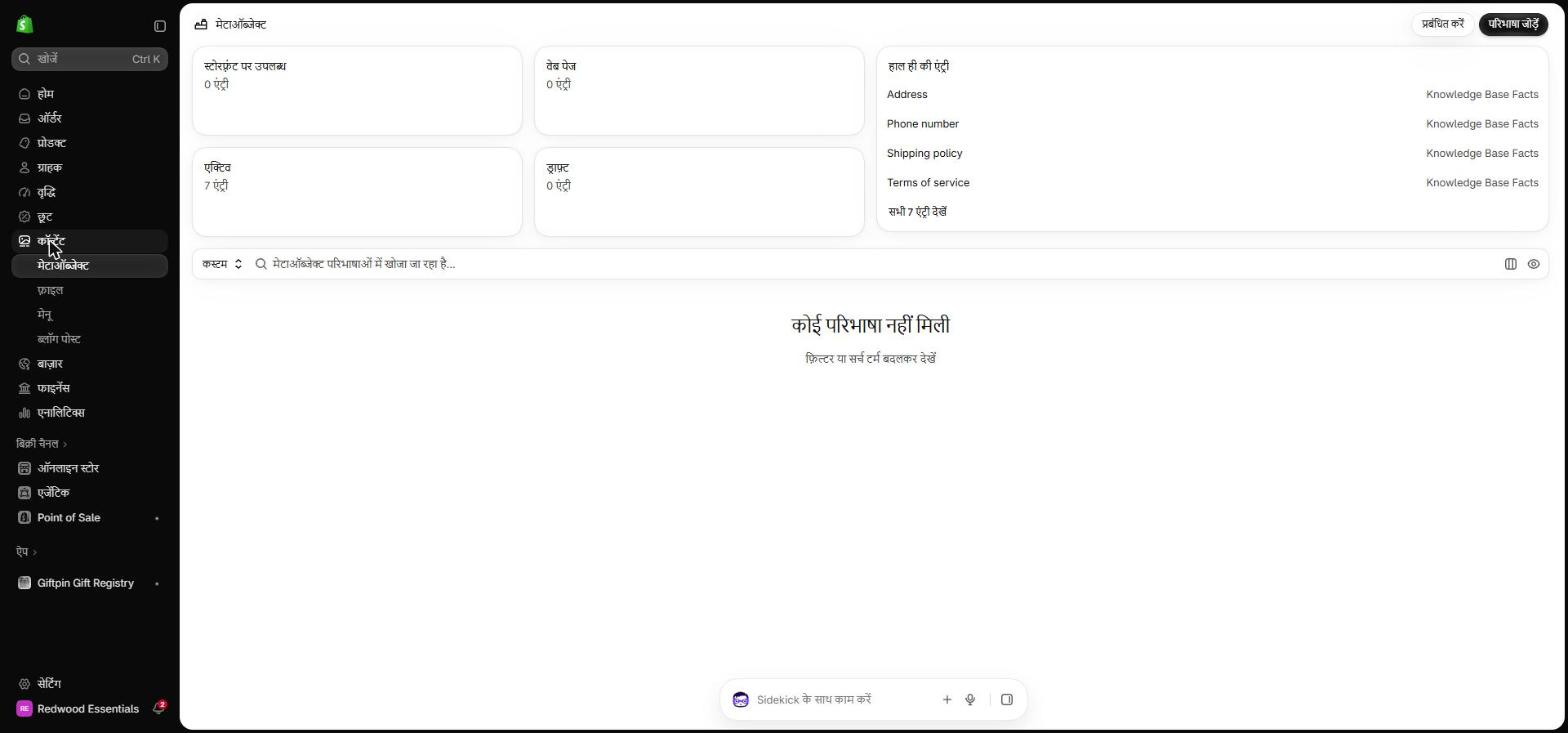 खोजें Ctrl K
होम
ऑर्डर
प्रोडक्ट
ग्राहक
वृद्धि
छूट
कॉन्टेंट
मेटाऑब्जेक्ट
फ़ाइल
मेनू
ब्लॉग पोस्ट
बाज़ार
फाइनेंस
एनालिटिक्स
बिक्री चैनल
ऑनलाइन स्टोर
एजेंटिक
Point of Sale
ऐप
Giftpin Gift Registry
सेटिंग
RE Redwood Essentials 2
मेटाऑब्जेक्ट
प्रबंधित करें परिभाषा जोड़ें
स्टोरफ़्रंट पर उपलब्ध
0 एंट्री
वेब पेज
0 एंट्री
एक्टिव
7 एंट्री
ड्राफ़्ट
0 एंट्री
हाल ही की एंट्री
Address Knowledge Base Facts
Phone number Knowledge Base Facts
Shipping policy Knowledge Base Facts
Terms of service Knowledge Base Facts
सभी 7 एंट्री देखें
कस्टम मेटाऑब्जेक्ट परिभाषाओं में खोजा जा रहा है...
कोई परिभाषा नहीं मिली
फ़िल्टर या सर्च टर्म बदलकर देखें
Sidekick के साथ काम करें